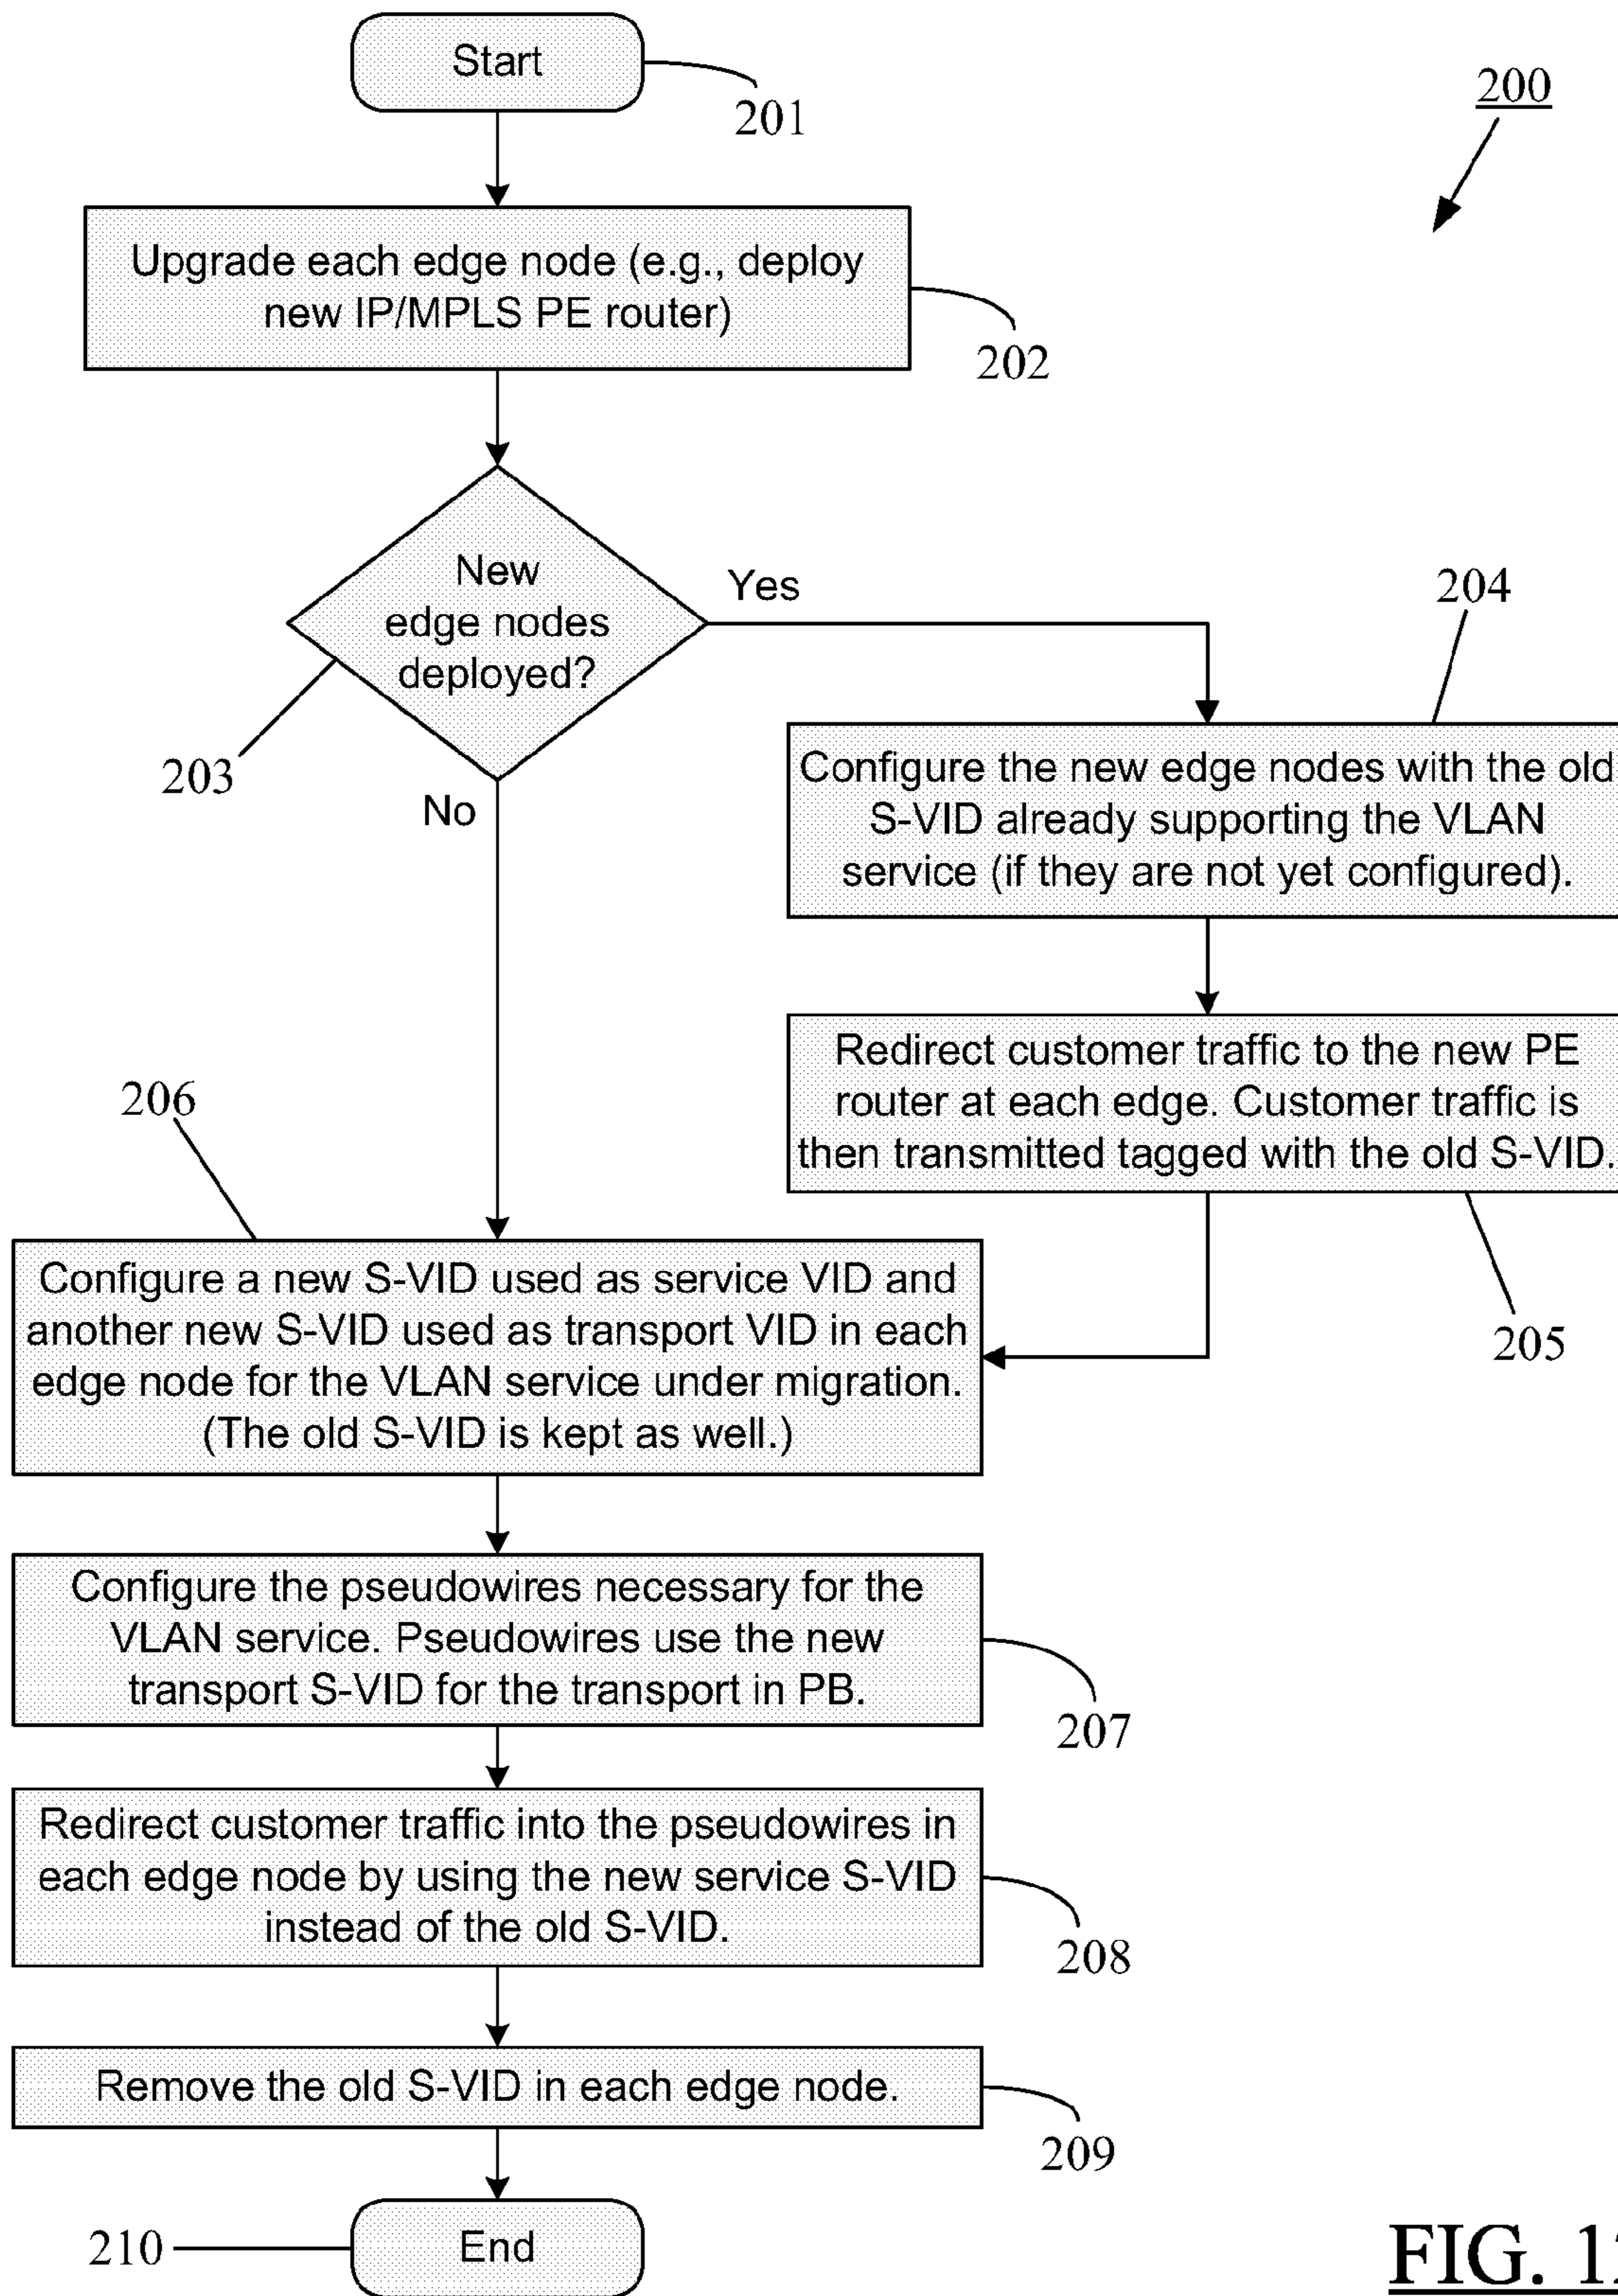 Start
201
200
Upgrade each edge node (e.g., deploy
new IP/MPLS PE router)
202
New
edge nodes
deployed?
Yes
No
203
204
Configure the new edge nodes with the old
S-VID already supporting the VLAN
service (if they are not yet configured).
Redirect customer traffic to the new PE
router at each edge. Customer traffic is
then transmitted tagged with the old S-VID.
205
206
Configure a new S-VID used as service VID and
another new S-VID used as transport VID in each
edge node for the VLAN service under migration.
(The old S-VID is kept as well.)
Configure the pseudowires necessary for the
VLAN service. Pseudowires use the new
transport S-VID for the transport in PB.
207
Redirect customer traffic into the pseudowires in
each edge node by using the new service S-VID
instead of the old S-VID.
208
Remove the old S-VID in each edge node.
209
210
End
FIG.